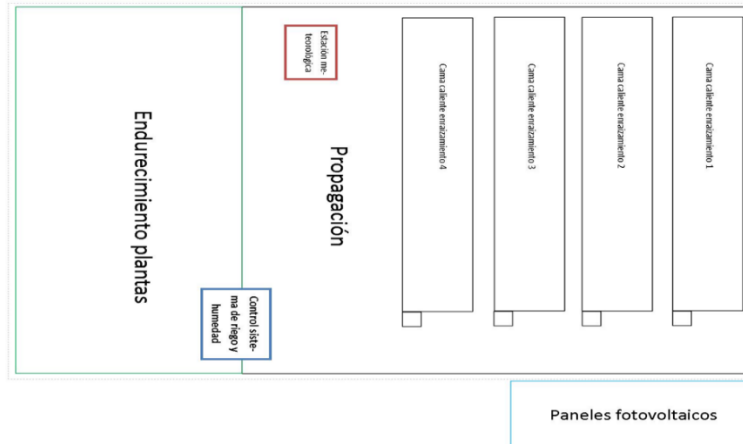 Endurecimiento plantas
Estación me-
teorológica
Propagación
Control siste-
ma de riego y
humedad
Cama caliente enraizamiento 4
Cama caliente enraizamiento 3
Cama caliente enraizamiento 2
Cama caliente enraizamiento 1
Paneles fotovoltaicos